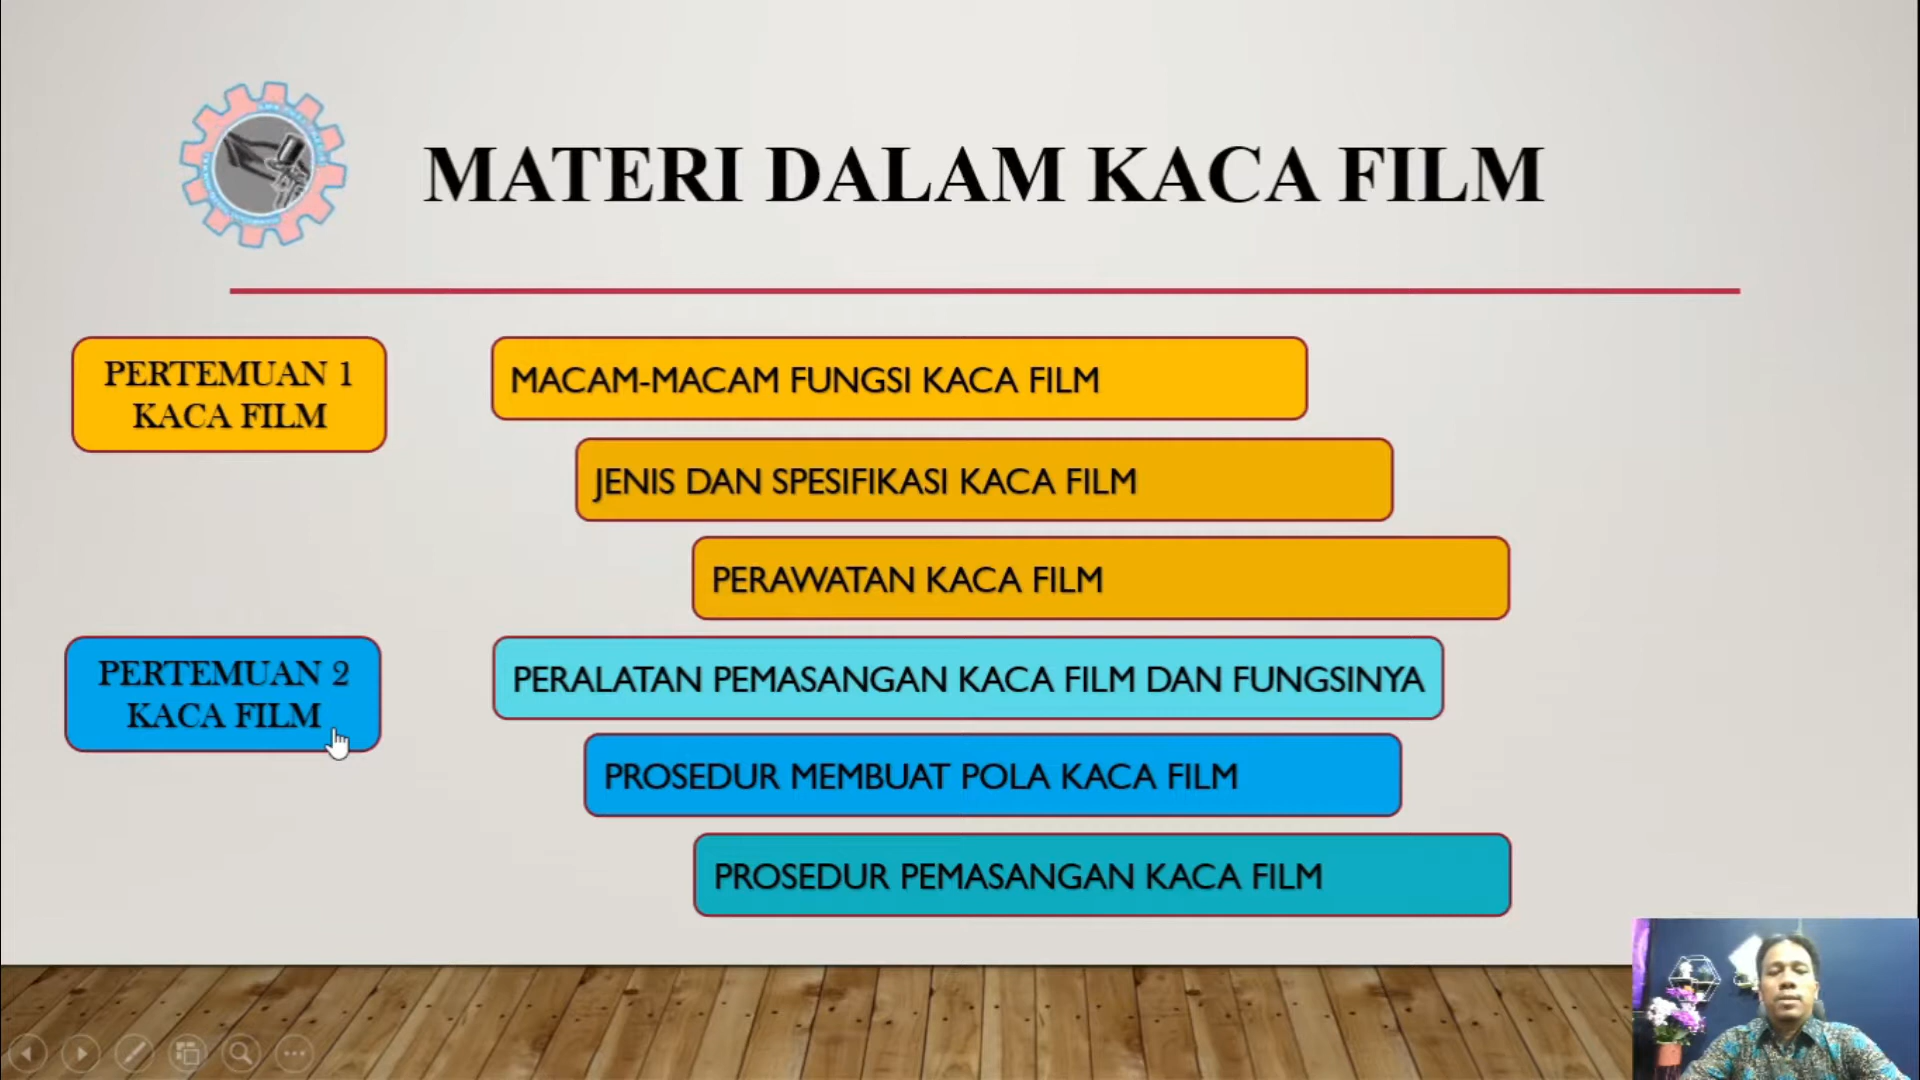 MATERI DALAM KACA FILM
PERTEMUAN 1
KACA FILM
MACAM-MACAM FUNGSI KACA FILM
JENIS DAN SPESIFIKASI KACA FILM
PERAWATAN KACA FILM
PERTEMUAN 2
KACA FILM
PERALATAN PEMASANGAN KACA FILM DAN FUNGSINYA
PROSEDUR MEMBUAT POLA KACA FILM
PROSEDUR PEMASANGAN KACA FILM